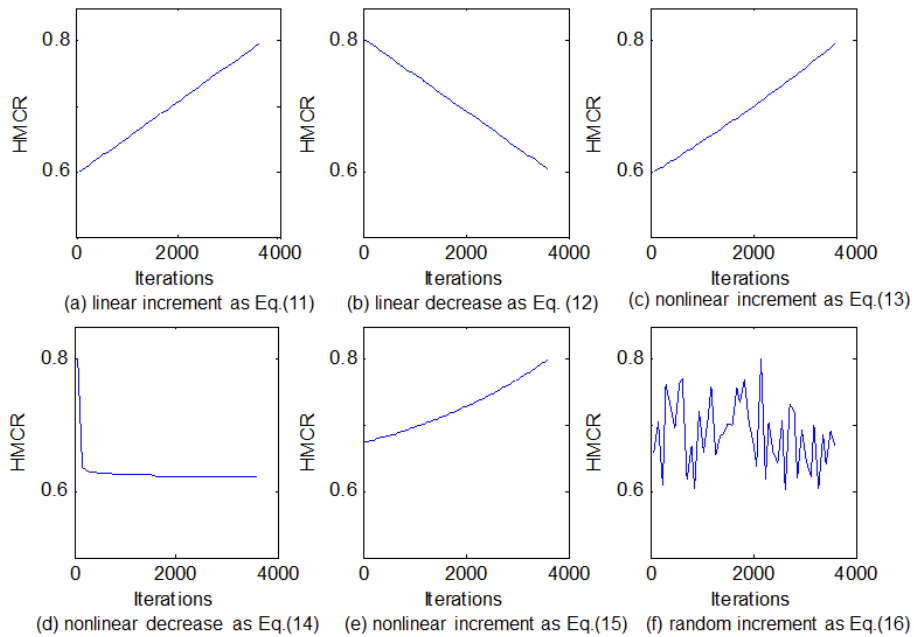 0.8
0.6
HMCR
0 2000 4000
Iterations
(a) linear increment as Eq.(11)
0.8
0.6
HMCR
0 2000 4000
Iterations
(b) linear decrease as Eq. (12)
0.8
0.6
HMCR
0 2000 4000
Iterations
(c) nonlinear increment as Eq.(13)
0.8
0.6
HMCR
0 2000 4000
Iterations
(d) nonlinear decrease as Eq.(14)
0.8
0.6
HMCR
0 2000 4000
Iterations
(e) nonlinear increment as Eq.(15)
0.8
0.6
HMCR
0 2000 4000
Iterations
(f) random increment as Eq.(16)